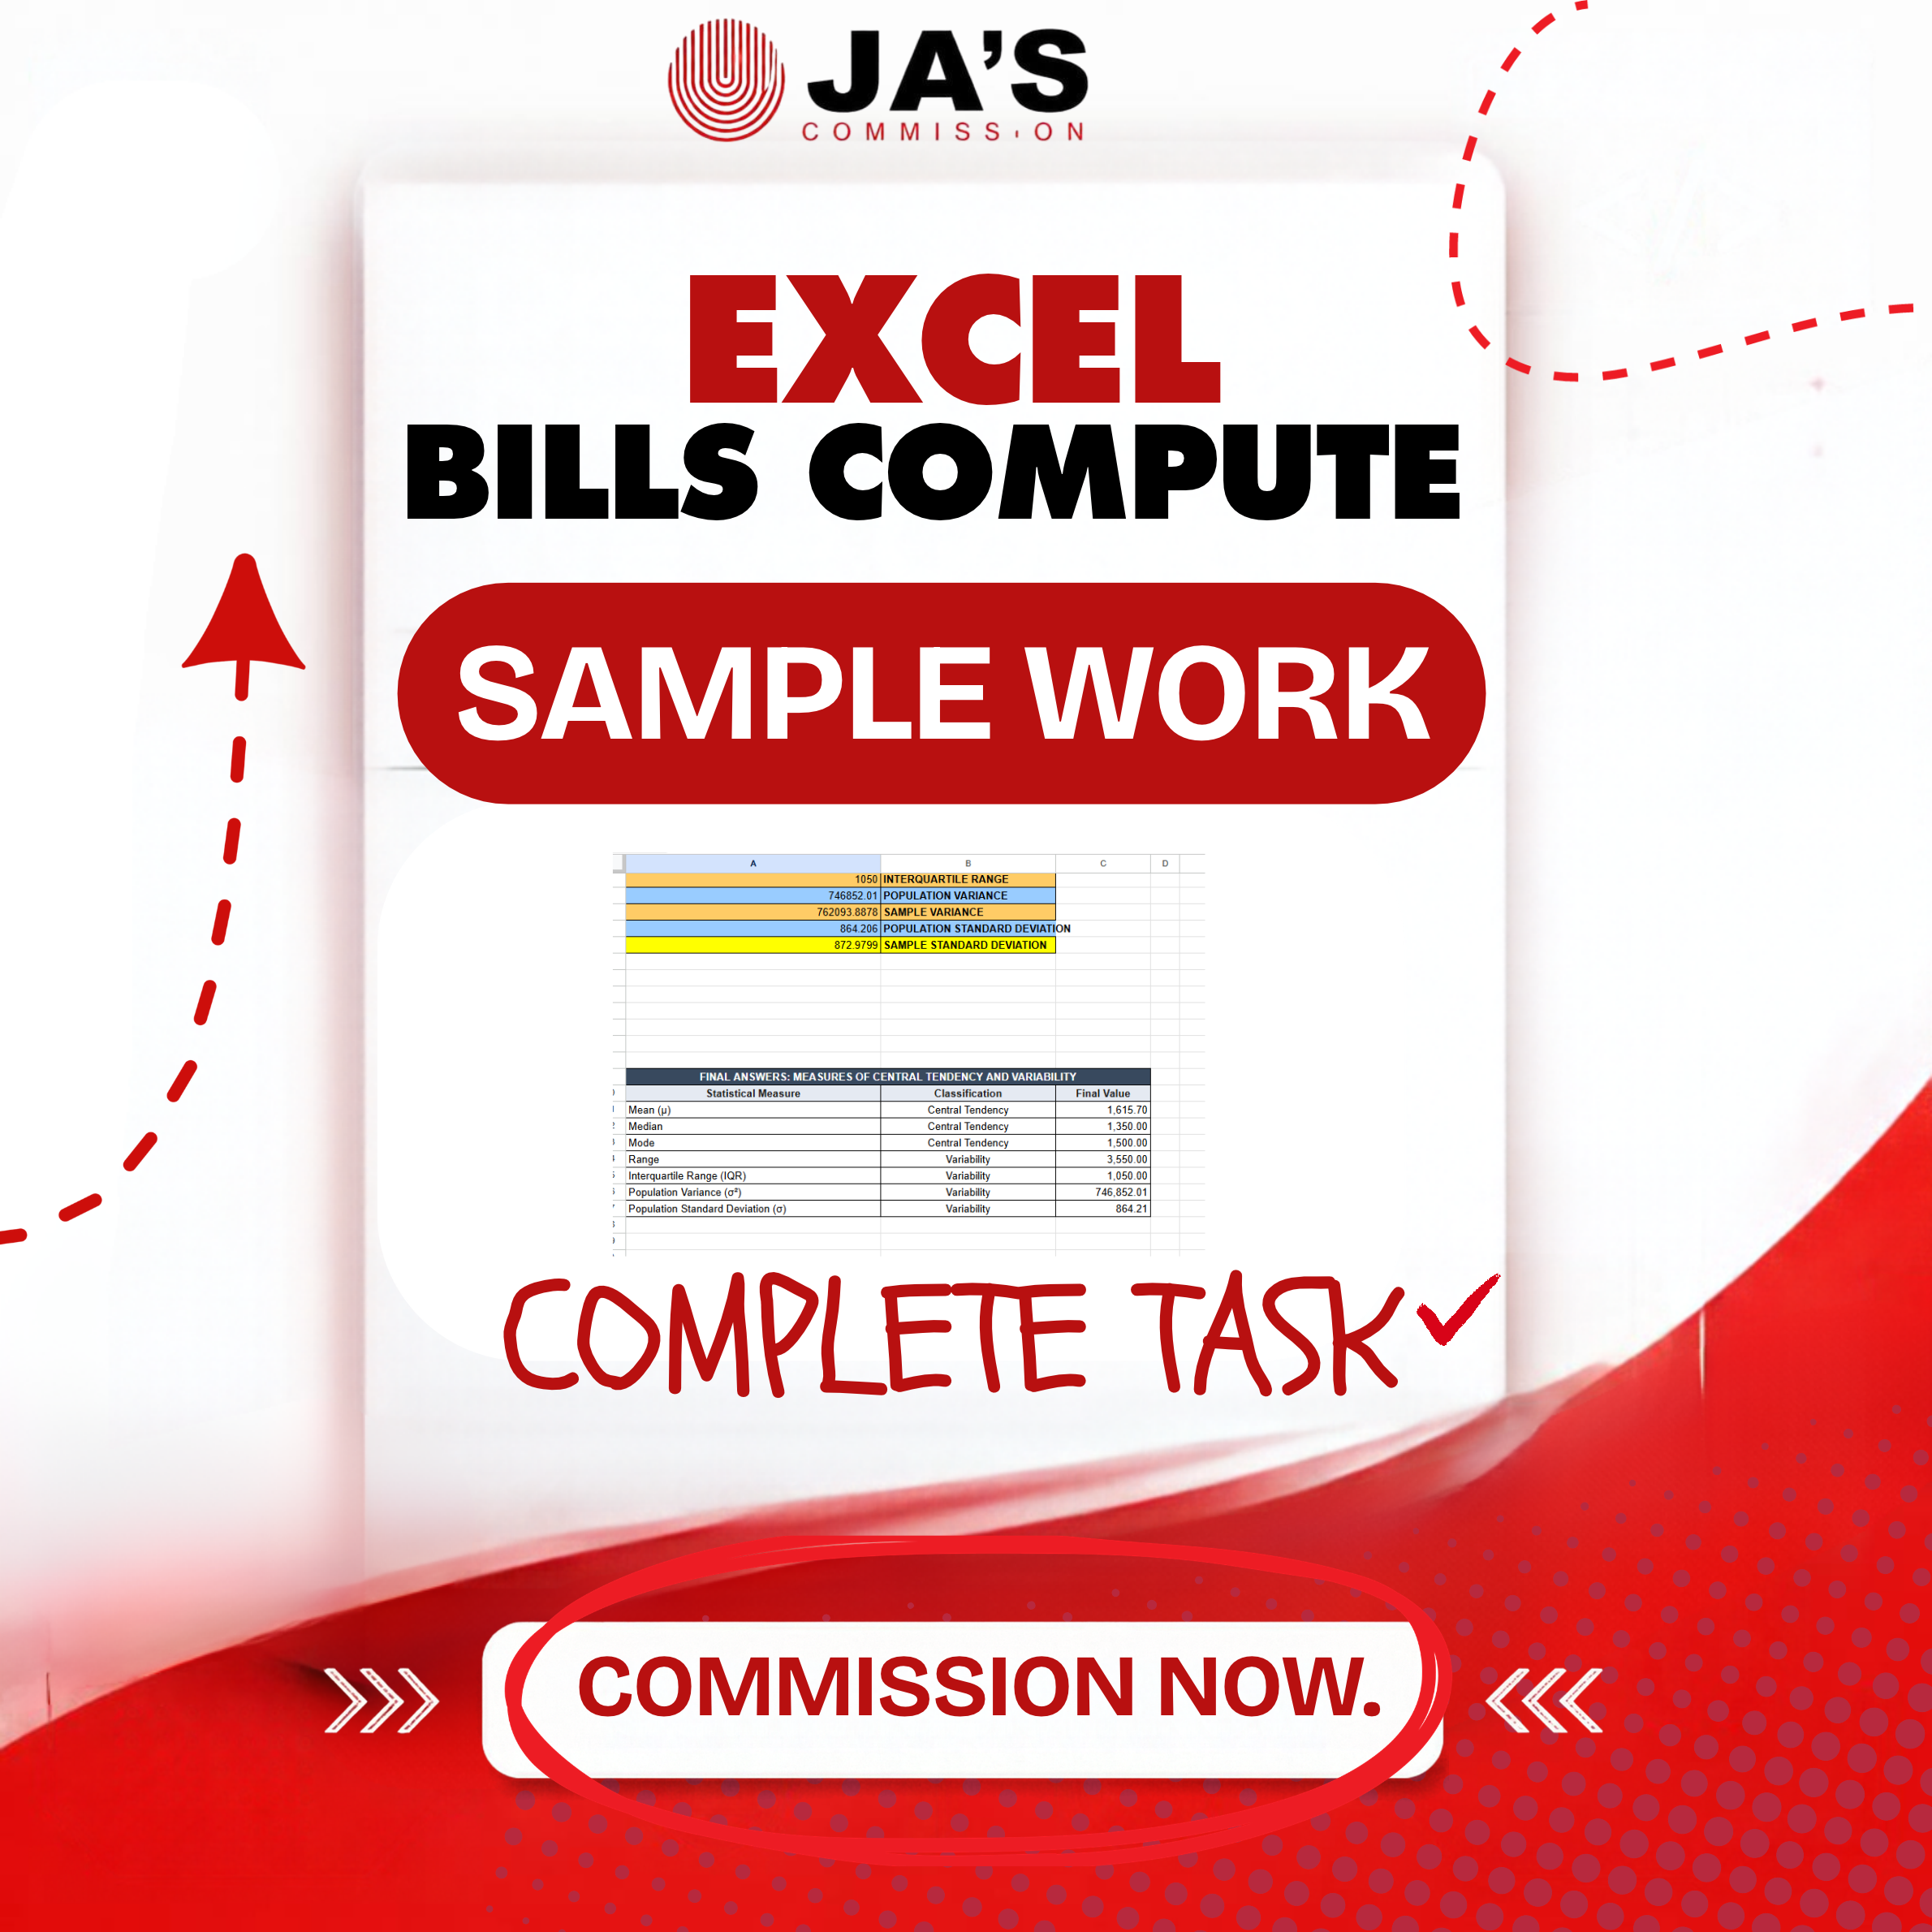 JA'S
COMMISSION
EXCEL
BILLS COMPUTE
SAMPLE WORK
A B C D
1050 INTERQUARTILE RANGE
746852.01 POPULATION VARIANCE
762093.8878 SAMPLE VARIANCE
864.206 POPULATION STANDARD DEVIATION
872.9799 SAMPLE STANDARD DEVIATION
FINAL ANSWERS: MEASURES OF CENTRAL TENDENCY AND VARIABILITY
Statistical Measure Classification Final Value
Mean (μ) Central Tendency 1,615.70
Median Central Tendency 1,350.00
Mode Central Tendency 1,500.00
Range Variability 3,550.00
Interquartile Range (IQR) Variability 1,050.00
Population Variance (σ²) Variability 746,852.01
Population Standard Deviation (σ) Variability 864.21
COMPLETE TASK
COMMISSION NOW.